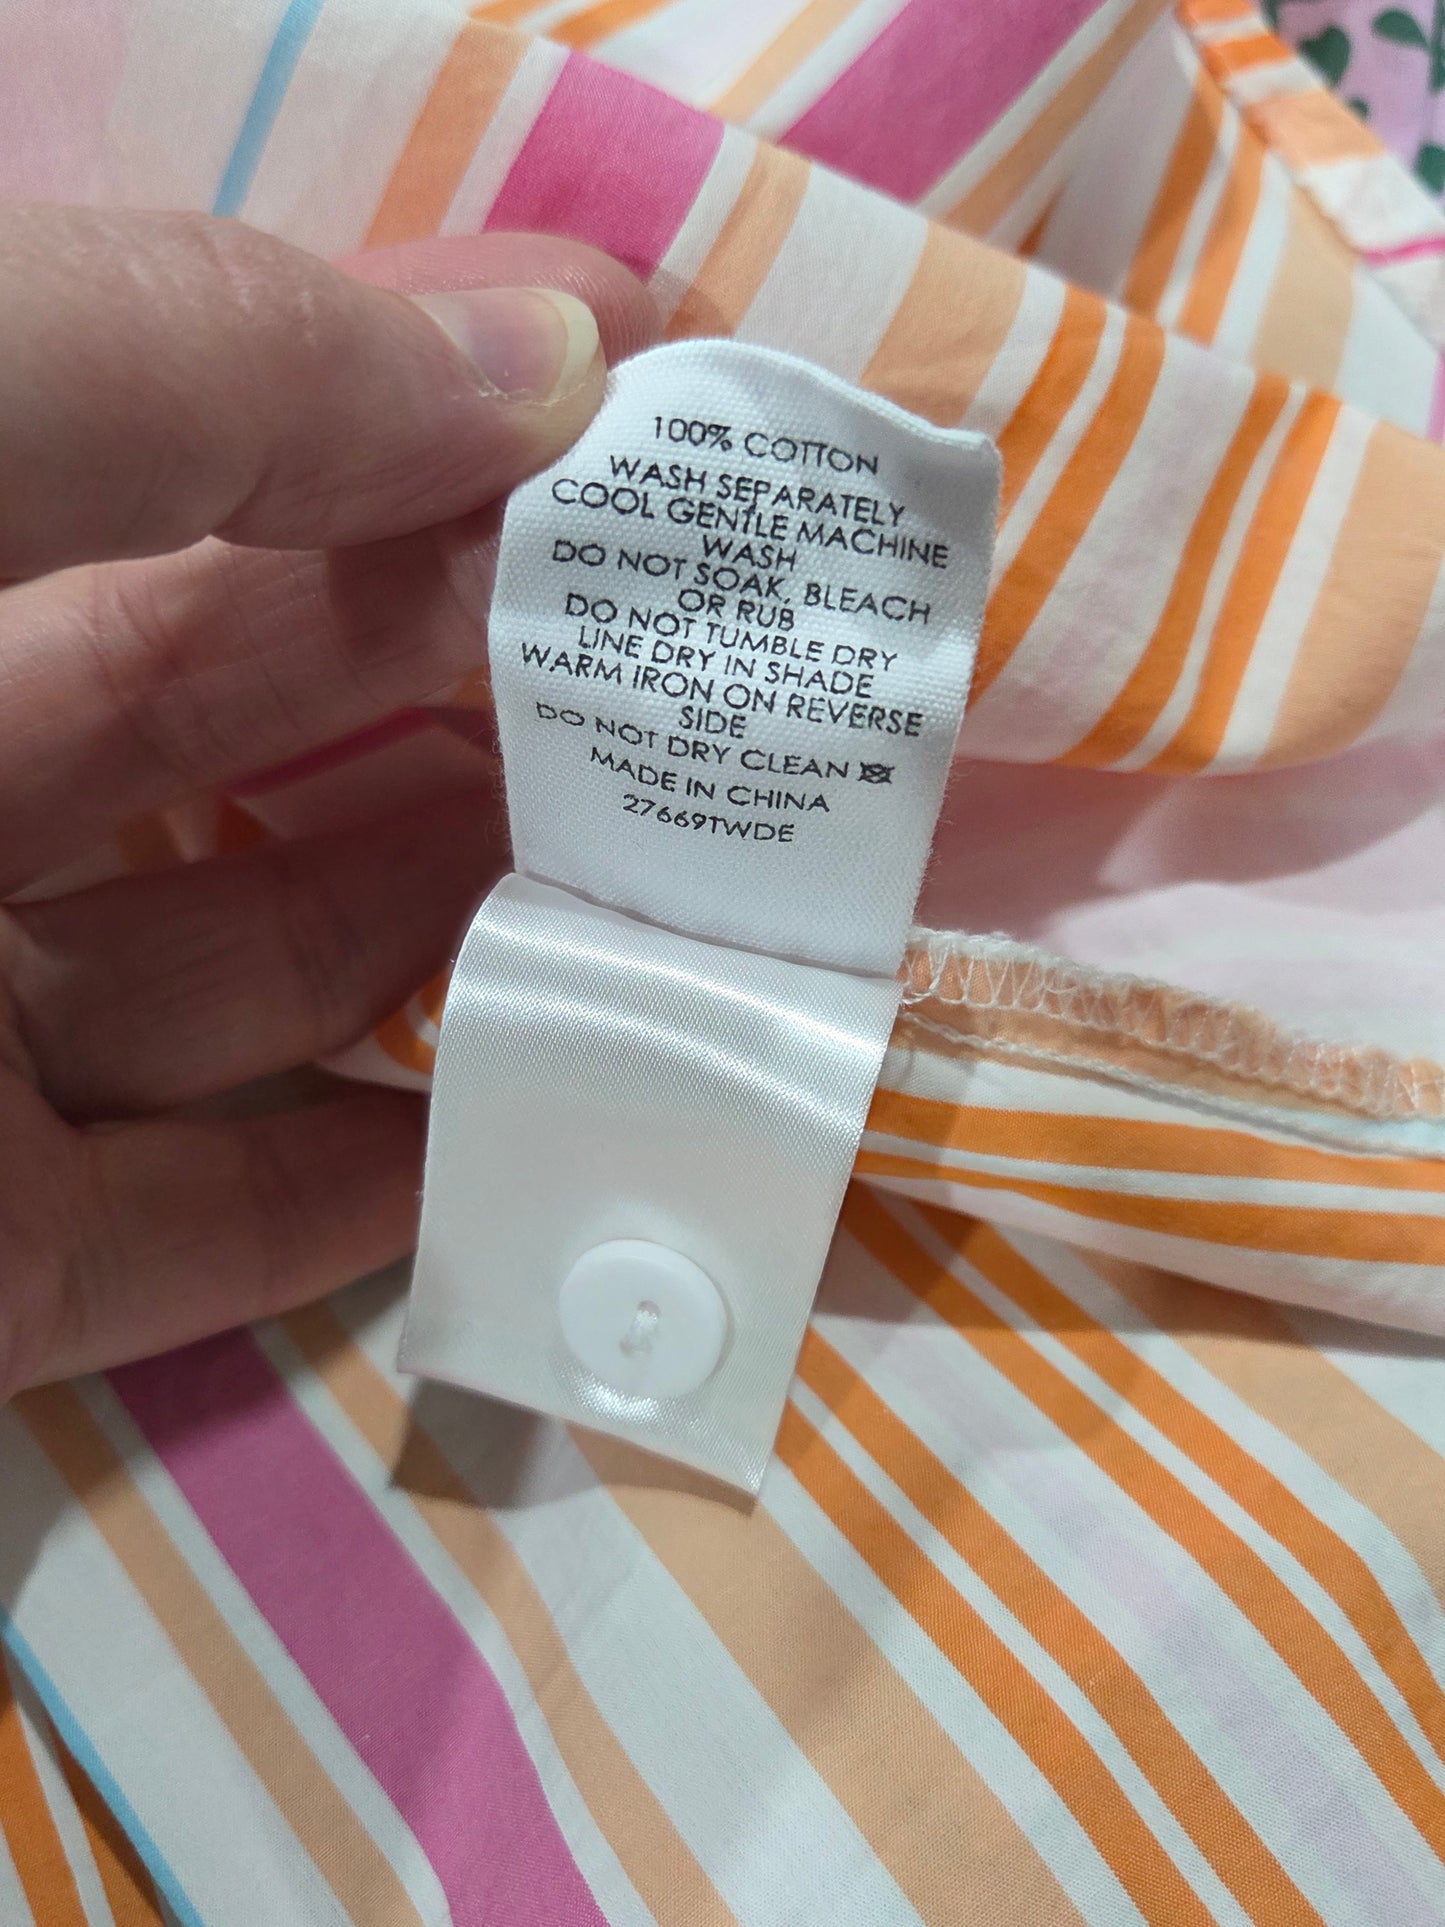 100% COTTON
WASH SEPARATELY
COOL GENTLE MACHINE
WASH
DO NOT SOAK, BLEACH
OR RUB
DO NOT TUMBLE DRY
LINE DRY IN SHADE
WARM IRON ON REVERSE
SIDE
DO NOT DRY CLEAN
MADE IN CHINA
27669TWDE